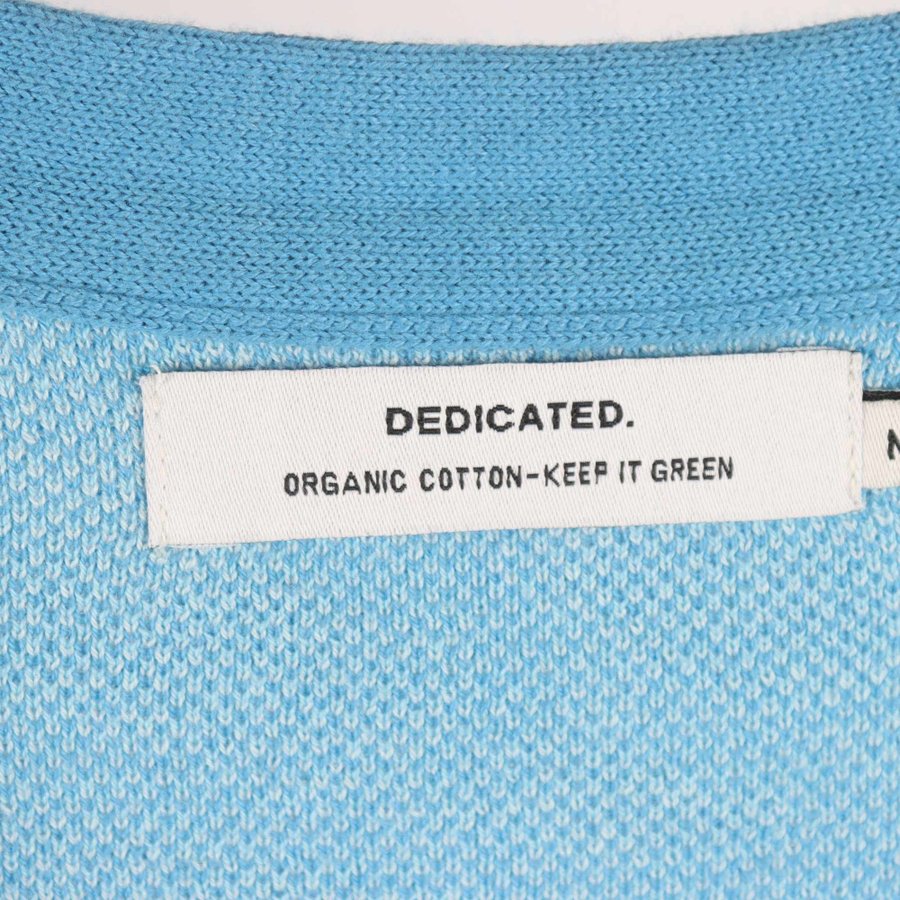 DEDICATED.
ORGANIC COTTON-KEEP IT GREEN